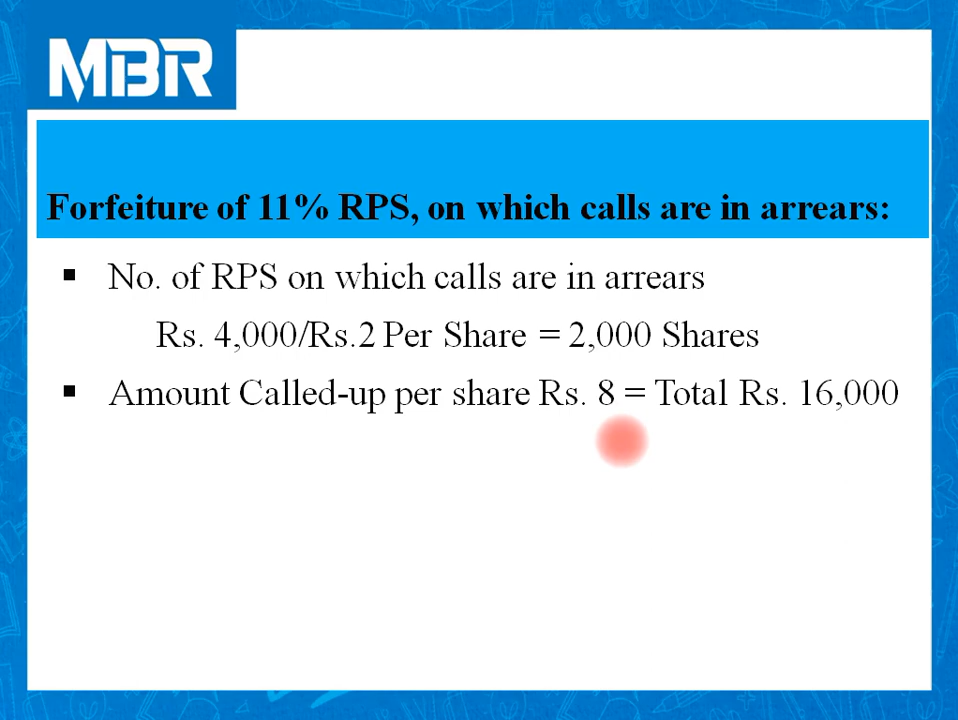 MBR
Forfeiture of 11% RPS, on which calls are in arrears:
▪ No. of RPS on which calls are in arrears
Rs. 4,000/Rs.2 Per Share = 2,000 Shares
▪ Amount Called-up per share Rs. 8 = Total Rs. 16,000